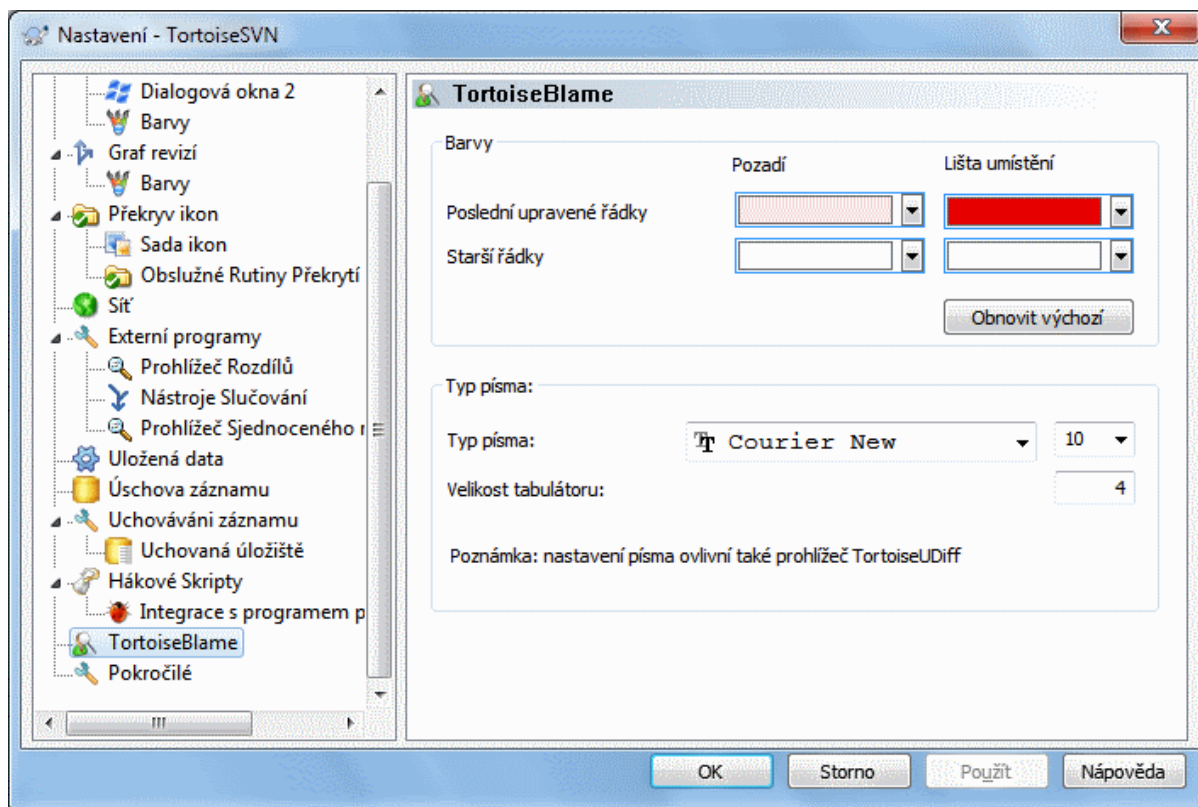 Nastavení - TortoiseSVN
Dialogová okna 2
Barvy
Graf revizí
Barvy
Překryv ikon
Sada ikon
Obslužné Rutiny Překrytí
Síť
Externí programy
Prohlížeč Rozdílů
Nástroje Slučování
Prohlížeč Sjednoceného r
Uložená data
Úschova záznamu
Uchováváni záznamu
Uchovaná úložiště
Hákové Skripty
Integrace s programem p
TortoiseBlame
Pokročilé
TortoiseBlame
Barvy
Pozadí
Lišta umístění
Poslední upravené řádky
Starší řádky
Obnovit výchozí
Typ písma:
Typ písma:
Courier New
10
Velikost tabulátoru:
4
Poznámka: nastavení písma ovlivní také prohlížeč TortoiseUDiff
OK
Storno
Použít
Nápověda